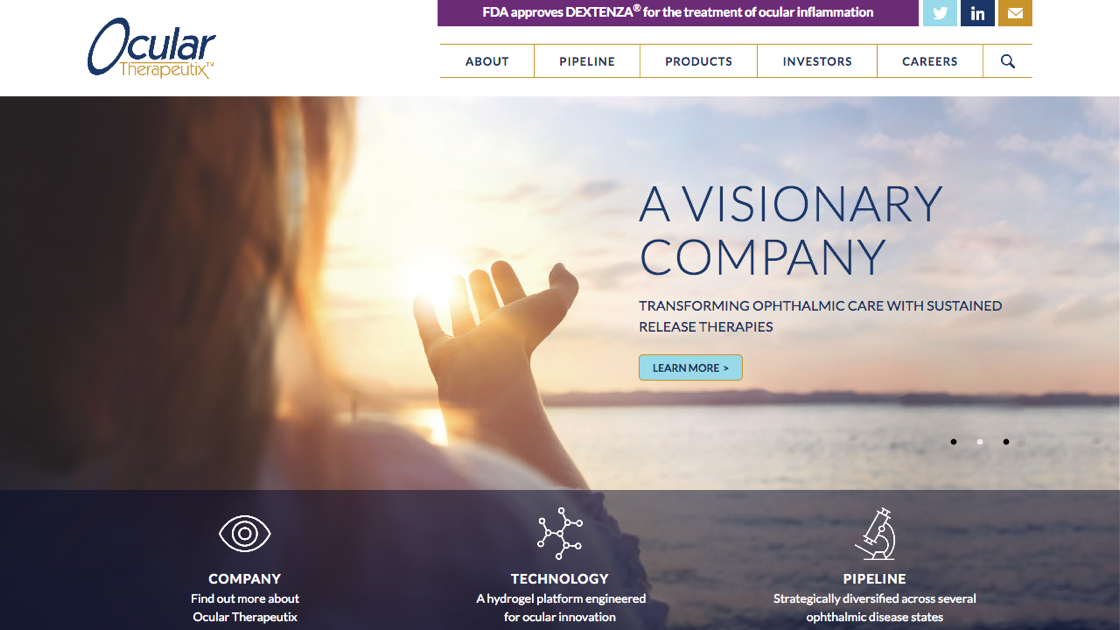 FDA approves DEXTENZA® for the treatment of ocular inflammation
Ocular
Therapeutix™
ABOUT
PIPELINE
PRODUCTS
INVESTORS
CAREERS
A VISIONARY
COMPANY
TRANSFORMING OPHTHALMIC CARE WITH SUSTAINED
RELEASE THERAPIES
LEARN MORE >
COMPANY
Find out more about
Ocular Therapeutix
TECHNOLOGY
A hydrogel platform engineered
for ocular innovation
PIPELINE
Strategically diversified across several
ophthalmic disease states